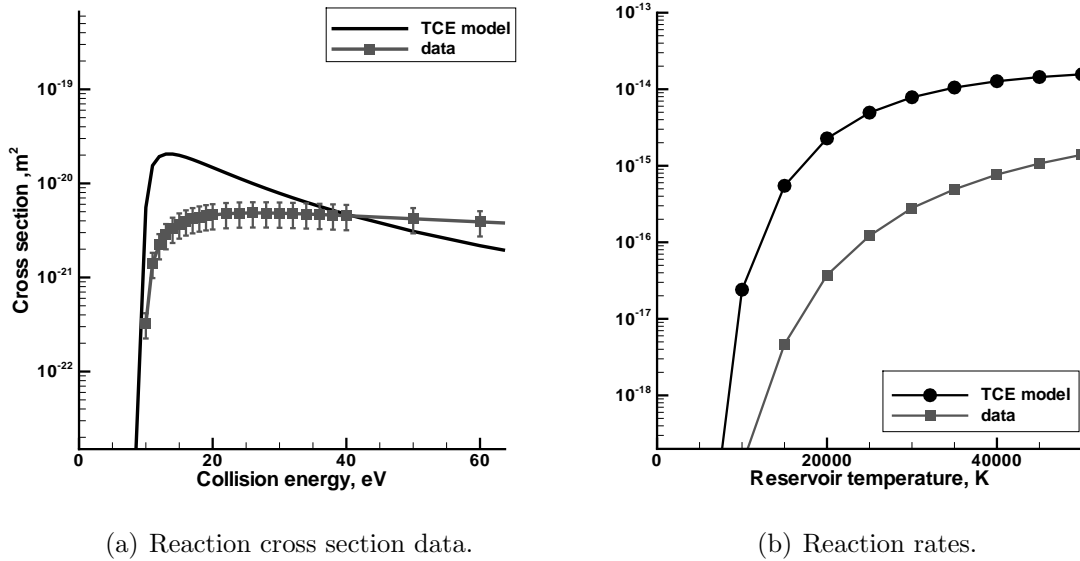 TCE model
data
Cross section ,m²
10⁻¹⁹
10⁻²⁰
10⁻²¹
10⁻²²
0 20 40 60
Collision energy, eV
(a) Reaction cross section data.
10⁻¹³
10⁻¹⁴
10⁻¹⁵
10⁻¹⁶
10⁻¹⁷
10⁻¹⁸
TCE model
data
0 20000 40000
Reservoir temperature, K
(b) Reaction rates.